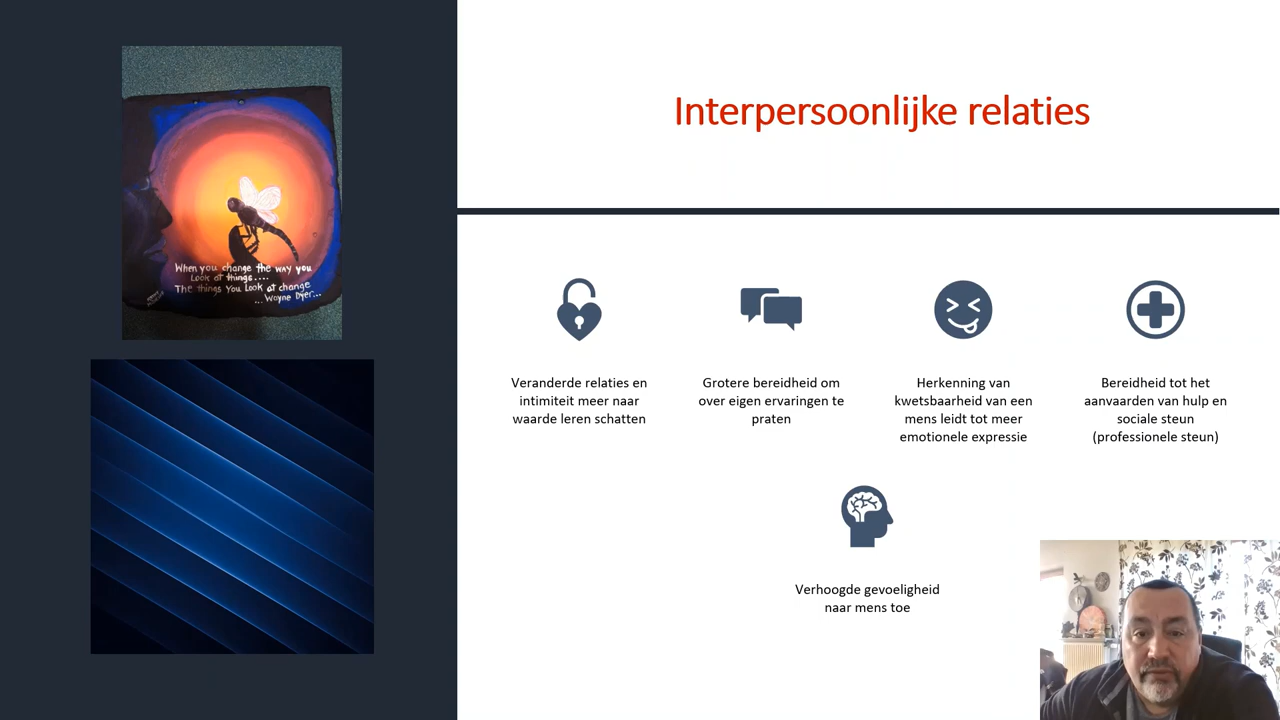 Interpersoonlijke relaties
When you change the way you
Look at things....
The things You Look at change
... Wayne Dyer...
Veranderde relaties en
intimiteit meer naar
waarde leren schatten
Grotere bereidheid om
over eigen ervaringen te
praten
Herkenning van
kwetsbaarheid van een
mens leidt tot meer
emotionele expressie
Bereidheid tot het
aanvaarden van hulp en
sociale steun
(professionele steun)
Verhoogde gevoeligheid
naar mens toe